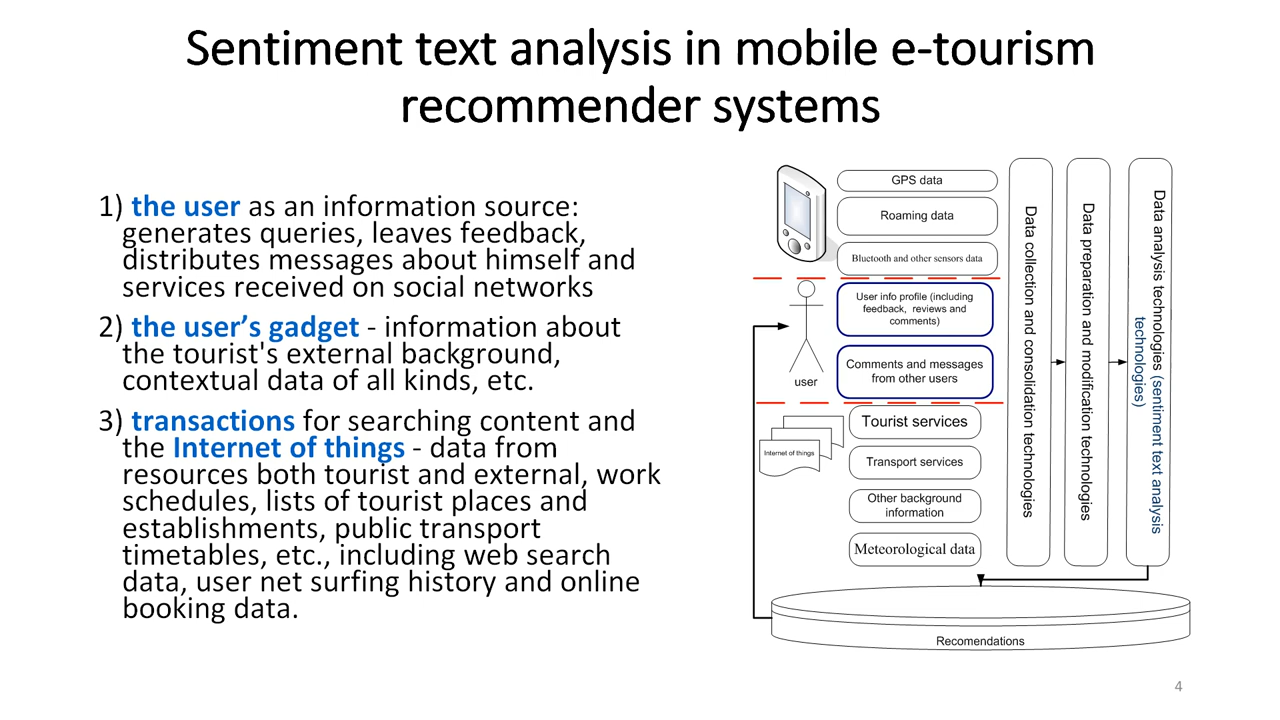 Sentiment text analysis in mobile e-tourism
recommender systems
1) the user as an information source:
generates queries, leaves feedback,
distributes messages about himself and
services received on social networks
2) the user’s gadget - information about
the tourist's external background,
contextual data of all kinds, etc.
3) transactions for searching content and
the Internet of things - data from
resources both tourist and external, work
schedules, lists of tourist places and
establishments, public transport
timetables, etc., including web search
data, user net surfing history and online
booking data.
GPS data
Roaming data
Bluetooth and other sensors data
User info profile (including
feedback, reviews and
comments)
Comments and messages
from other users
user
Internet of things
Tourist services
Transport services
Other background
information
Meteorological data
Data collection and consolidation technologies
Data preparation and modification technologies
Data analysis technologies (sentiment text analysis
technologies)
Recomendations
4